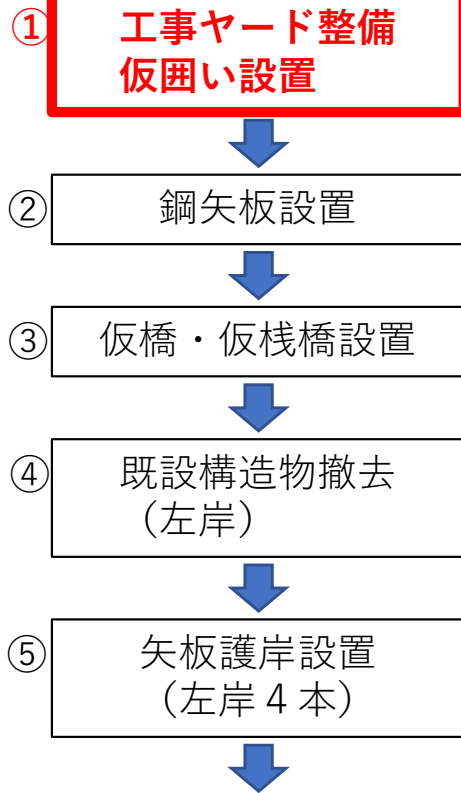 ① 工事ヤード整備
仮囲い設置
② 鋼矢板設置
③ 仮橋・仮桟橋設置
④ 既設構造物撤去
（左岸）
⑤ 矢板護岸設置
（左岸４本）